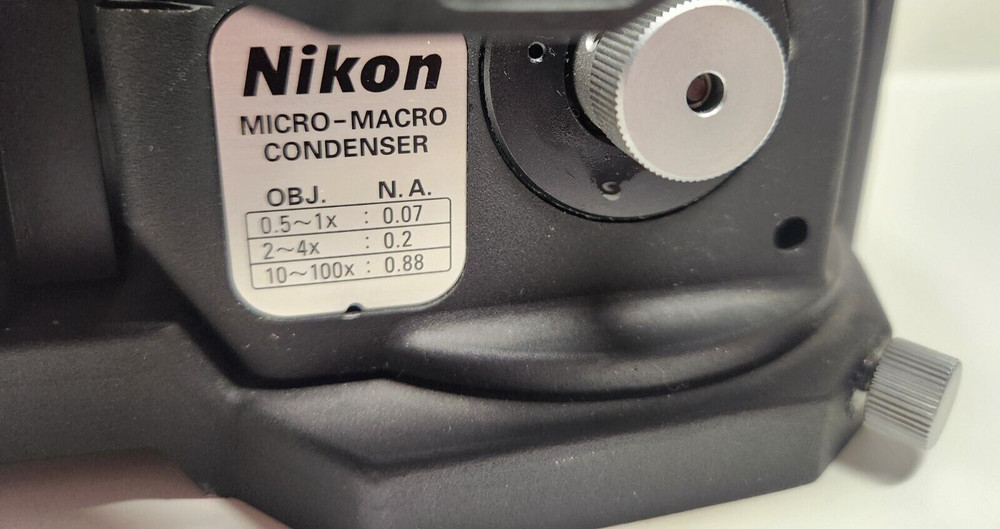 Nikon
MICRO-MACRO
CONDENSER
OBJ. N.A.
0.5~1x : 0.07
2~4x : 0.2
10~100x : 0.88